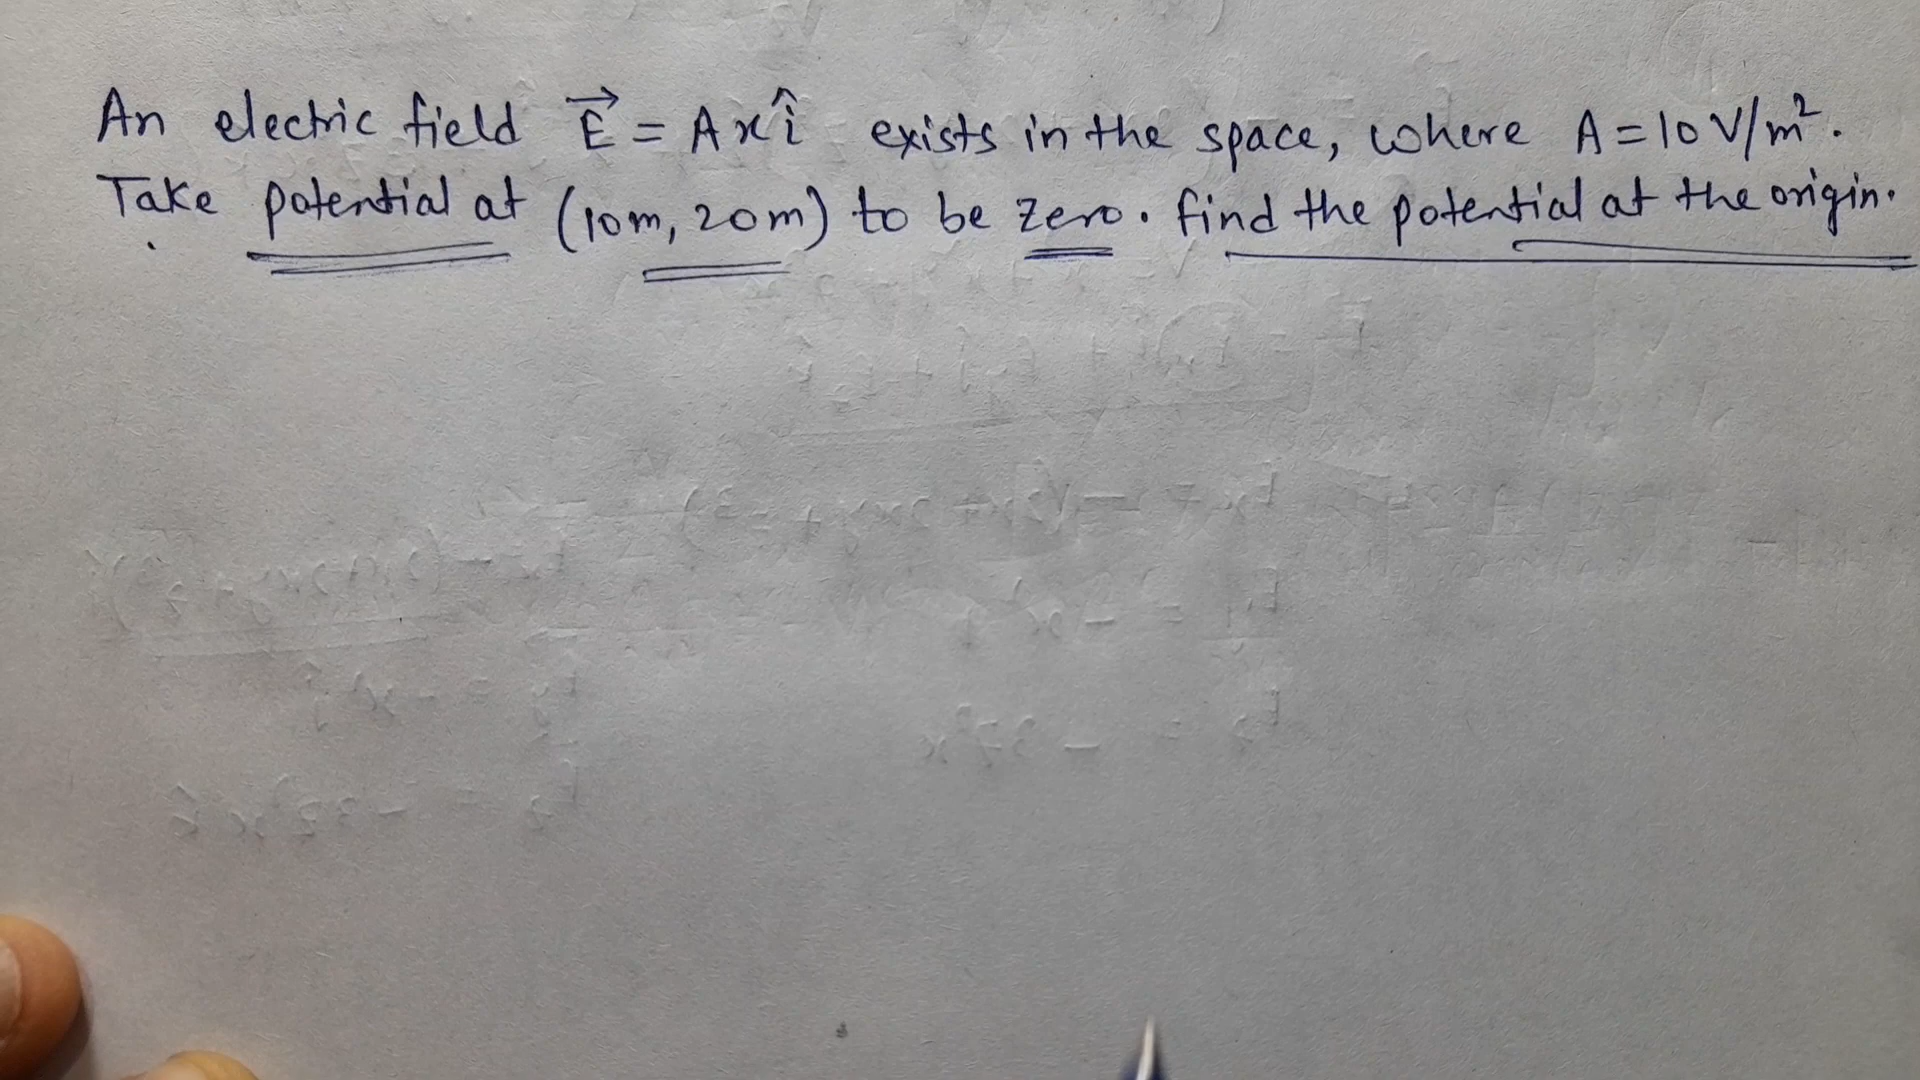 An electric field E⃗ = A x î exists in the space, where A = 10 V/m².
Take potential at (10m, 20m) to be zero. find the potential at the origin.